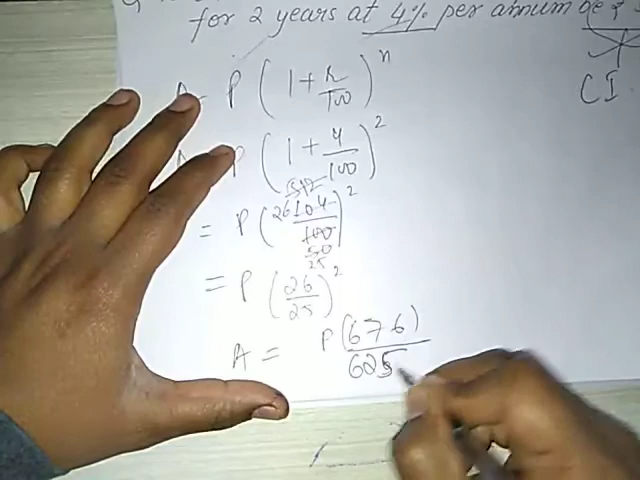 for 2 years at 4% per annum be ₹
A = P (1 + r/100)^n
CI
P (1 + 4/100)^2
= P (104/100)^2
= P (26/25)^2
A = P(676)/625